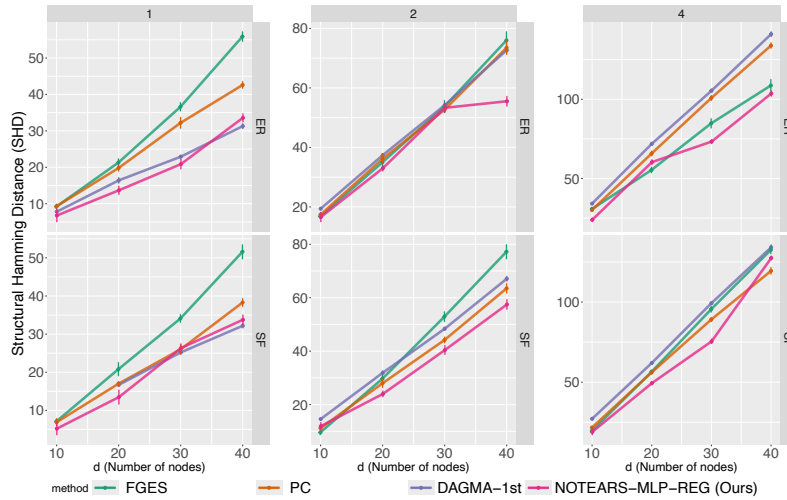 1 2 4
Structural Hamming Distance (SHD)
50
40
30
20
10
ER
80
60
40
20
ER
100
50
50
40
30
20
10
SF
80
60
40
20
SF
100
50
10 20 30 40 10 20 30 40 10 20 30 40
d (Number of nodes) d (Number of nodes) d (Number of nodes)
method FGES PC DAGMA-1st NOTEARS-MLP-REG (Ours)